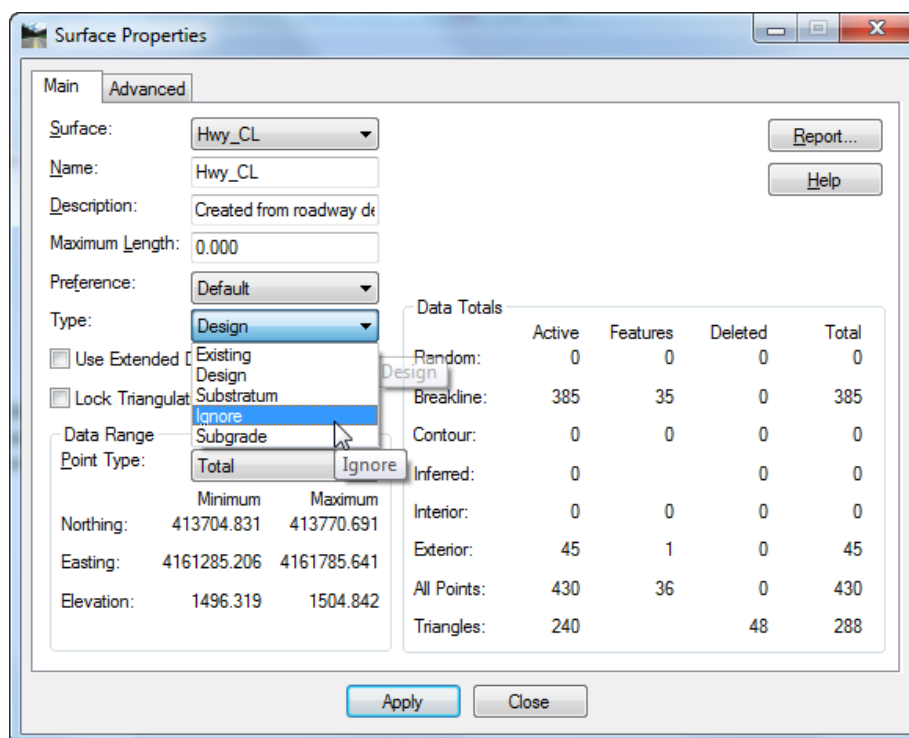 Surface Properties
Main Advanced
Surface: Hwy_CL
Report...
Name: Hwy_CL
Help
Description: Created from roadway de
Maximum Length: 0.000
Preference: Default
Type: Design
Existing
Design
Substratum
Ignore
Subgrade
Design
Ignore
Use Extended D
Lock Triangulat
Data Range
Point Type: Total
Minimum Maximum
Northing: 413704.831 413770.691
Easting: 4161285.206 4161785.641
Elevation: 1496.319 1504.842
Data Totals
Active Features Deleted Total
Random: 0 0 0 0
Breakline: 385 35 0 385
Contour: 0 0 0 0
Inferred: 0 0 0
Interior: 0 0 0 0
Exterior: 45 1 0 45
All Points: 430 36 0 430
Triangles: 240 48 288
Apply Close